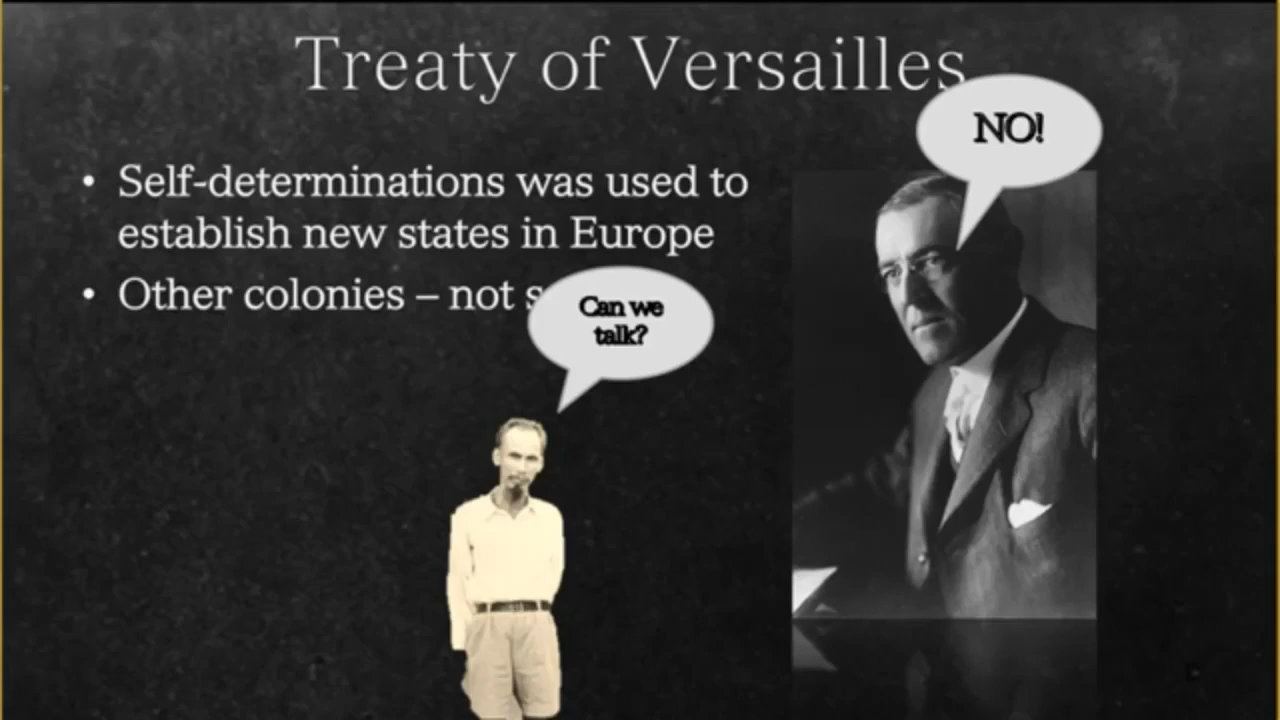 Treaty of Versailles
NO!
• Self-determinations was used to
establish new states in Europe
• Other colonies – not
Can we
talk?